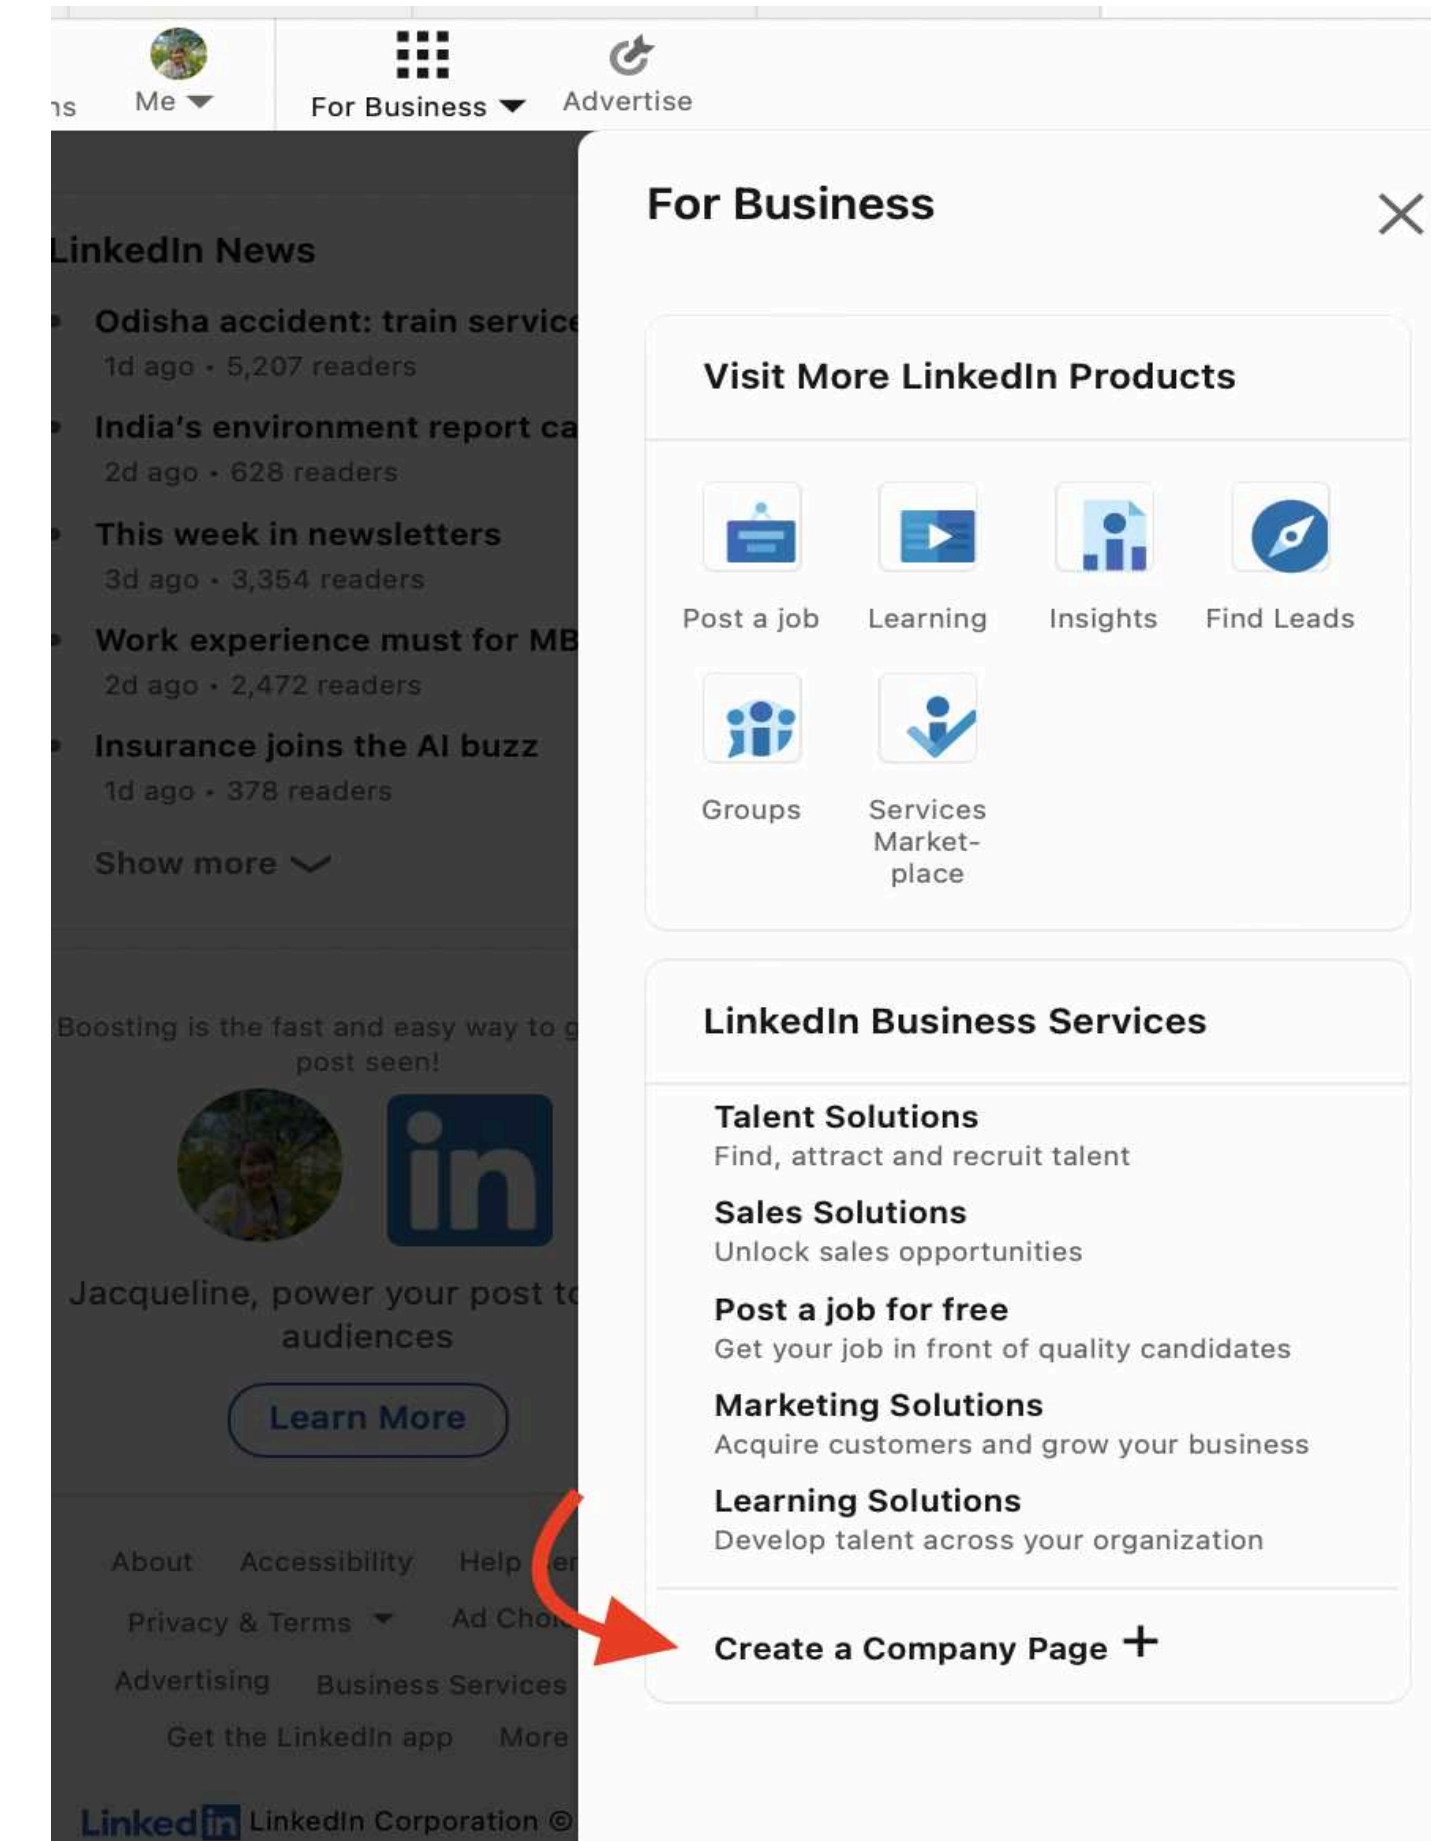 ns
Me
For Business
Advertise
LinkedIn News
Odisha accident: train service
1d ago • 5,207 readers
India's environment report ca
2d ago • 628 readers
This week in newsletters
3d ago • 3,354 readers
Work experience must for MB
2d ago • 2,472 readers
Insurance joins the AI buzz
1d ago • 378 readers
Show more
Boosting is the fast and easy way to g
post seen!
in
Jacqueline, power your post to
audiences
Learn More
About Accessibility Help
Privacy & Terms Ad Choi
Advertising Business Services
Get the LinkedIn app More
Linkedin LinkedIn Corporation ©
For Business
Visit More LinkedIn Products
Post a job Learning Insights Find Leads
Groups Services
Market-
place
LinkedIn Business Services
Talent Solutions
Find, attract and recruit talent
Sales Solutions
Unlock sales opportunities
Post a job for free
Get your job in front of quality candidates
Marketing Solutions
Acquire customers and grow your business
Learning Solutions
Develop talent across your organization
Create a Company Page +